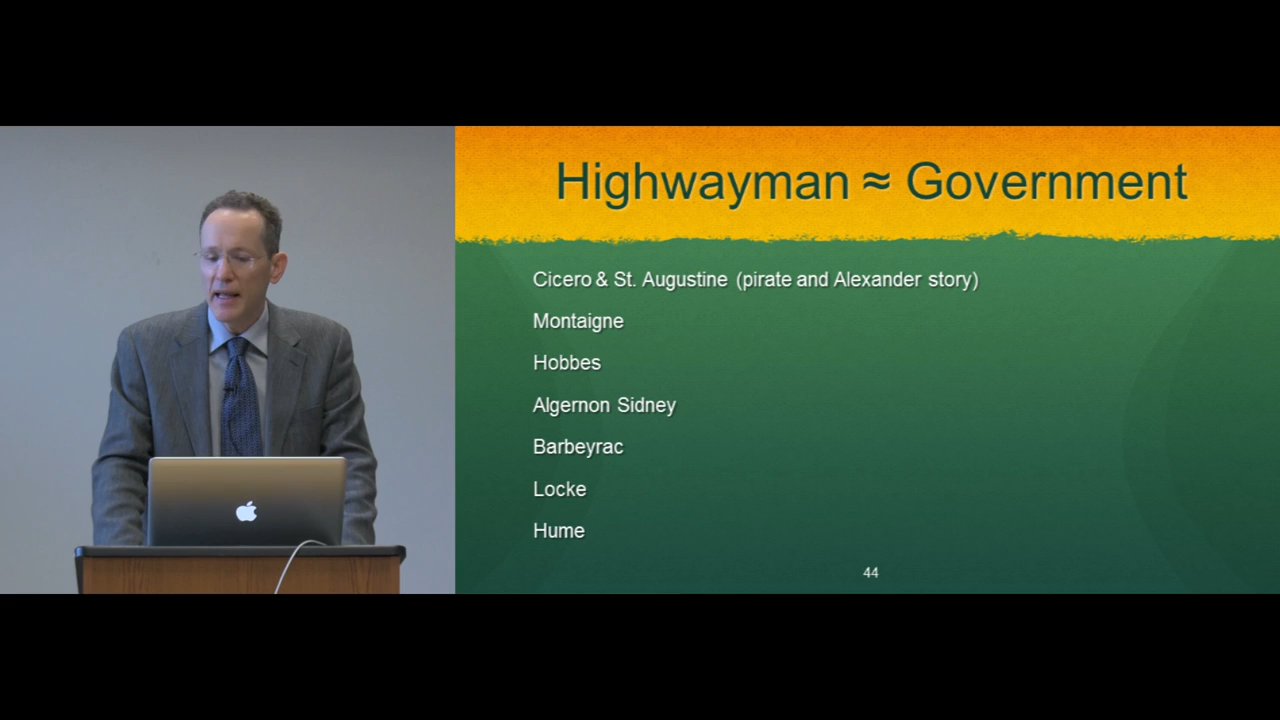 Highwayman ≈ Government
Cicero & St. Augustine (pirate and Alexander story)
Montaigne
Hobbes
Algernon Sidney
Barbeyrac
Locke
Hume
44